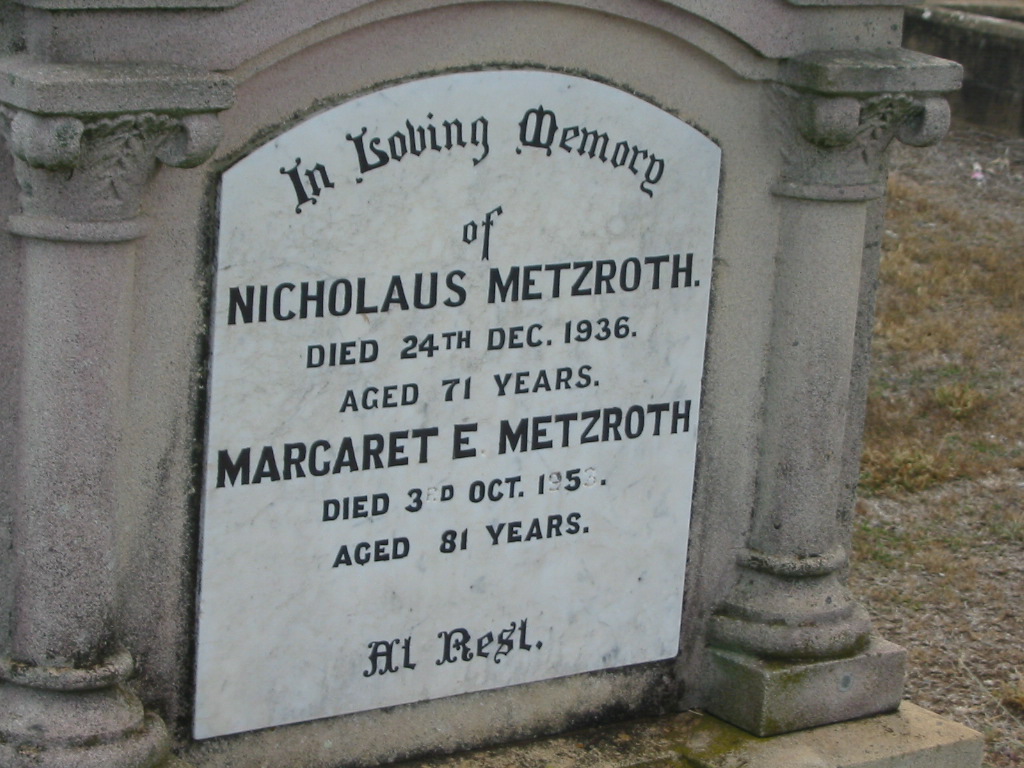 In Loving Memory
of
NICHOLAUS METZROTH.
DIED 24TH DEC. 1936.
AGED 71 YEARS.
MARGARET E METZROTH
DIED 3RD OCT. 1953.
AGED 81 YEARS.
At Rest.